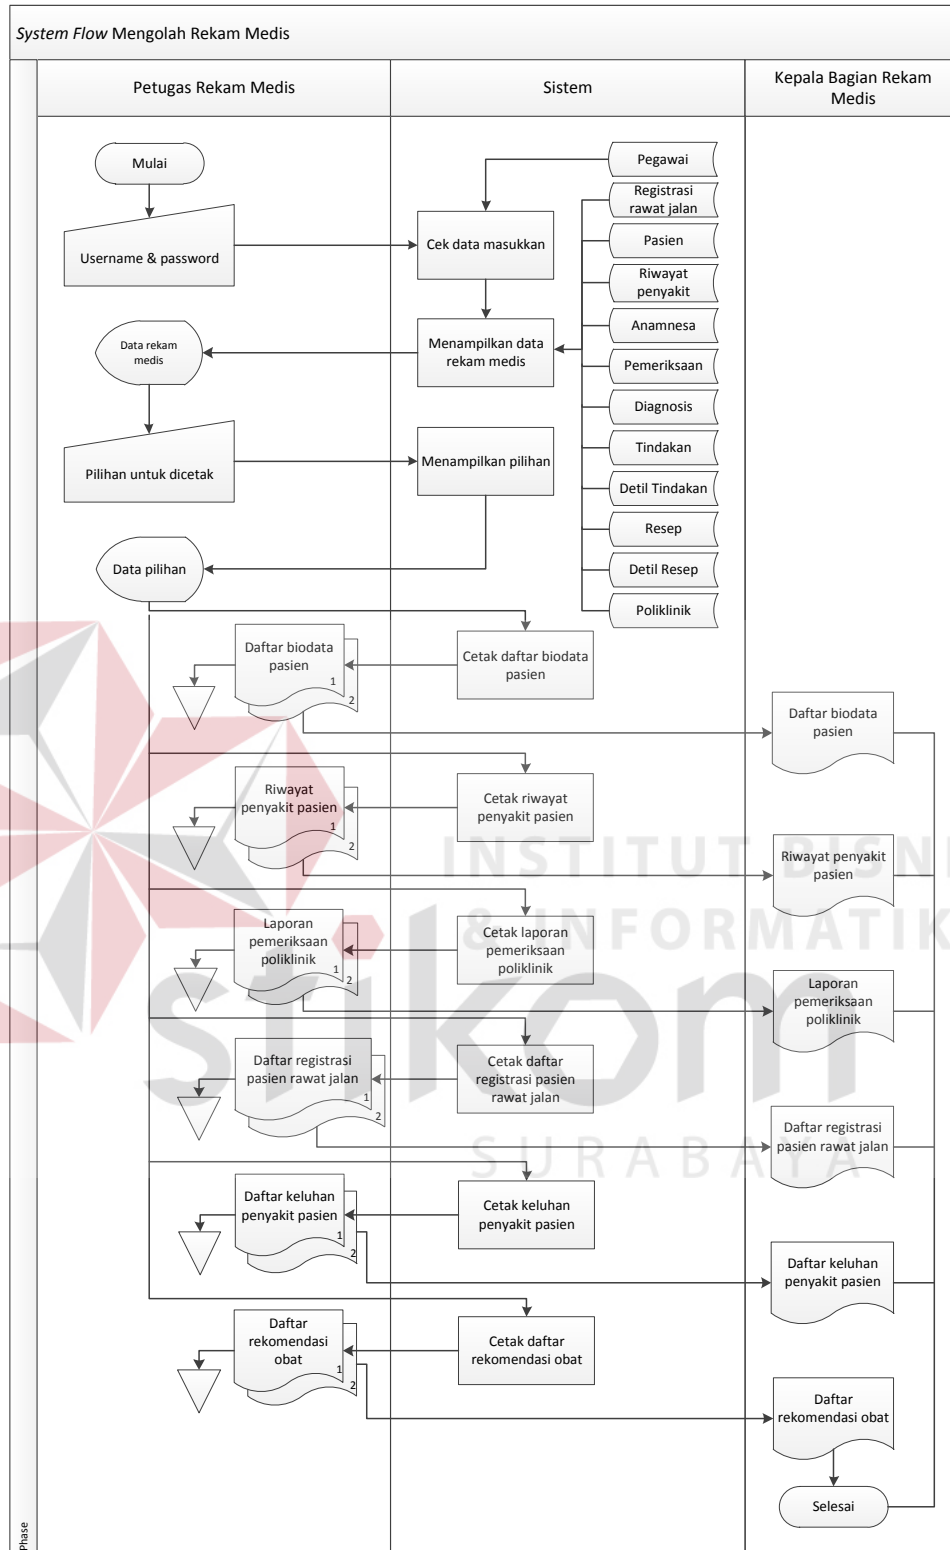 System Flow Mengolah Rekam Medis
Petugas Rekam Medis
Sistem
Kepala Bagian Rekam
Medis
Mulai
Pegawai
Registrasi
rawat jalan
Username & password
Cek data masukkan
Pasien
Riwayat
penyakit
Data rekam
medis
Menampilkan data
rekam medis
Anamnesa
Pemeriksaan
Diagnosis
Pilihan untuk dicetak
Menampilkan pilihan
Tindakan
Detil Tindakan
Resep
Data pilihan
Detil Resep
Poliklinik
Daftar biodata
pasien
1
2
Cetak daftar biodata
pasien
Daftar biodata
pasien
Riwayat
penyakit pasien
1
2
Cetak riwayat
penyakit pasien
Riwayat penyakit
pasien
INSTITUT BISNI
& INFORMATIK
stikom
SURABAYA
Laporan
pemeriksaan
poliklinik
1
2
Cetak laporan
pemeriksaan
poliklinik
Laporan
pemeriksaan
poliklinik
Daftar registrasi
pasien rawat jalan
1
2
Cetak daftar
registrasi pasien
rawat jalan
Daftar registrasi
pasien rawat jalan
Daftar keluhan
penyakit pasien
1
2
Cetak keluhan
penyakit pasien
Daftar keluhan
penyakit pasien
Daftar
rekomendasi
obat
1
2
Cetak daftar
rekomendasi obat
Daftar
rekomendasi obat
Selesai
Phase